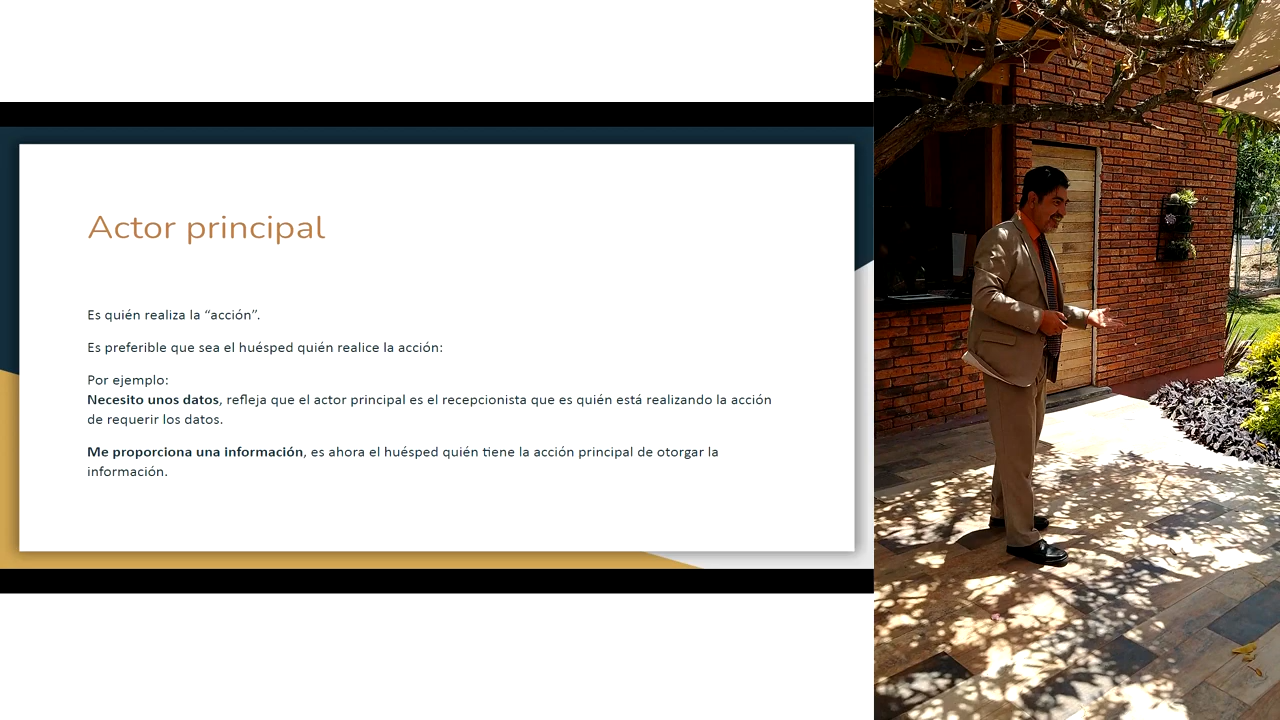 Actor principal
Es quién realiza la “acción”.
Es preferible que sea el huésped quién realice la acción:
Por ejemplo:
Necesito unos datos, refleja que el actor principal es el recepcionista que es quién está realizando la acción
de requerir los datos.
Me proporciona una información, es ahora el huésped quién tiene la acción principal de otorgar la
información.